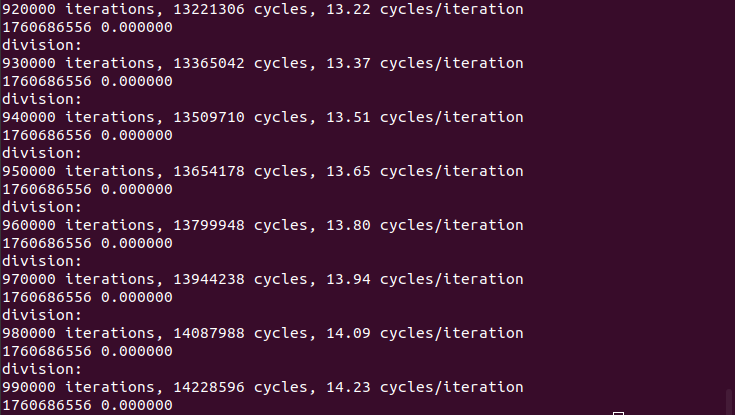 920000 iterations, 13221306 cycles, 13.22 cycles/iteration
1760686556 0.000000
division:
930000 iterations, 13365042 cycles, 13.37 cycles/iteration
1760686556 0.000000
division:
940000 iterations, 13509710 cycles, 13.51 cycles/iteration
1760686556 0.000000
division:
950000 iterations, 13654178 cycles, 13.65 cycles/iteration
1760686556 0.000000
division:
960000 iterations, 13799948 cycles, 13.80 cycles/iteration
1760686556 0.000000
division:
970000 iterations, 13944238 cycles, 13.94 cycles/iteration
1760686556 0.000000
division:
980000 iterations, 14087988 cycles, 14.09 cycles/iteration
1760686556 0.000000
division:
990000 iterations, 14228596 cycles, 14.23 cycles/iteration
1760686556 0.000000